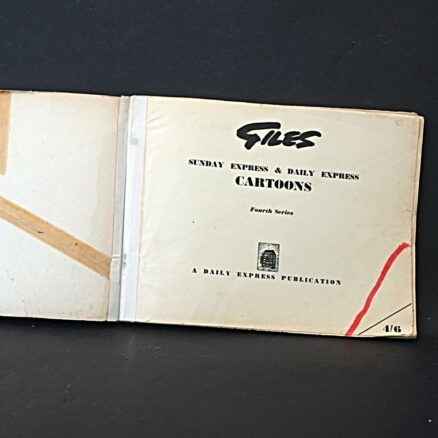 GILES
SUNDAY EXPRESS & DAILY EXPRESS
CARTOONS
Fourth Series
A DAILY EXPRESS PUBLICATION
4/6